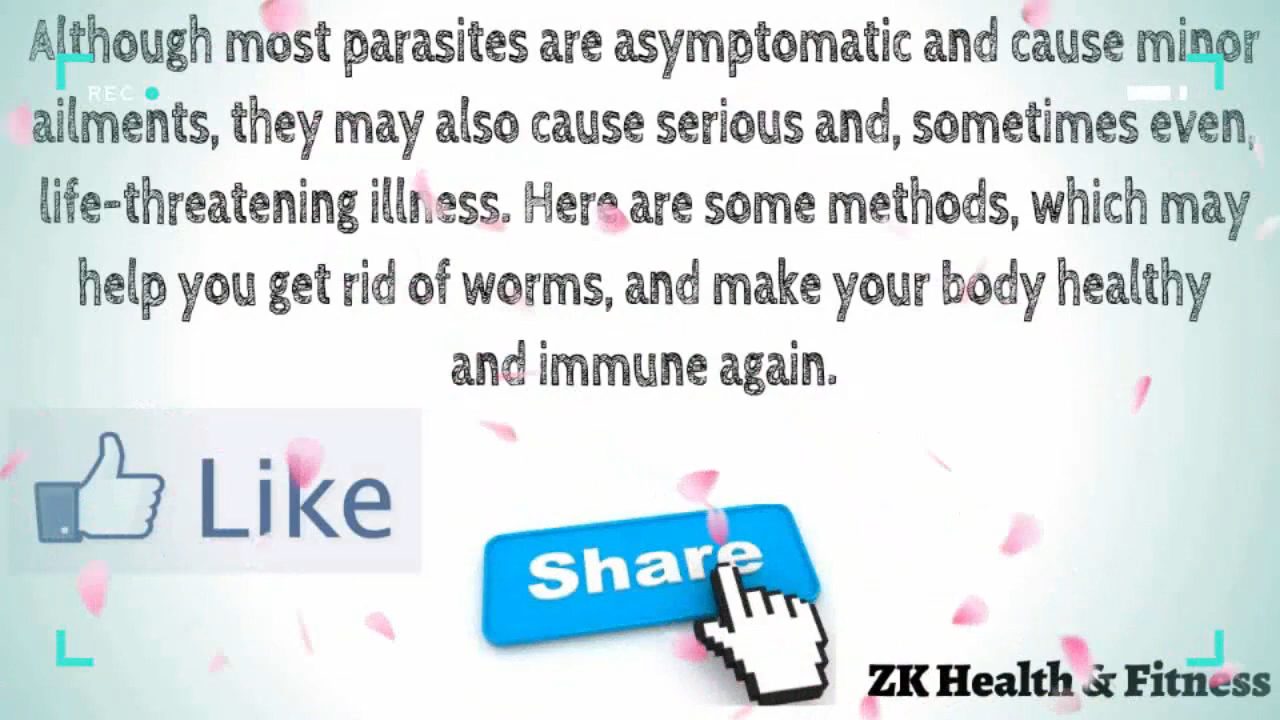 Although most parasites are asymptomatic and cause minor
REC
ailments, they may also cause serious and, sometimes even,
life-threatening illness. Here are some methods, which may
help you get rid of worms, and make your body healthy
and immune again.
Like
Share
ZK Health & Fitness